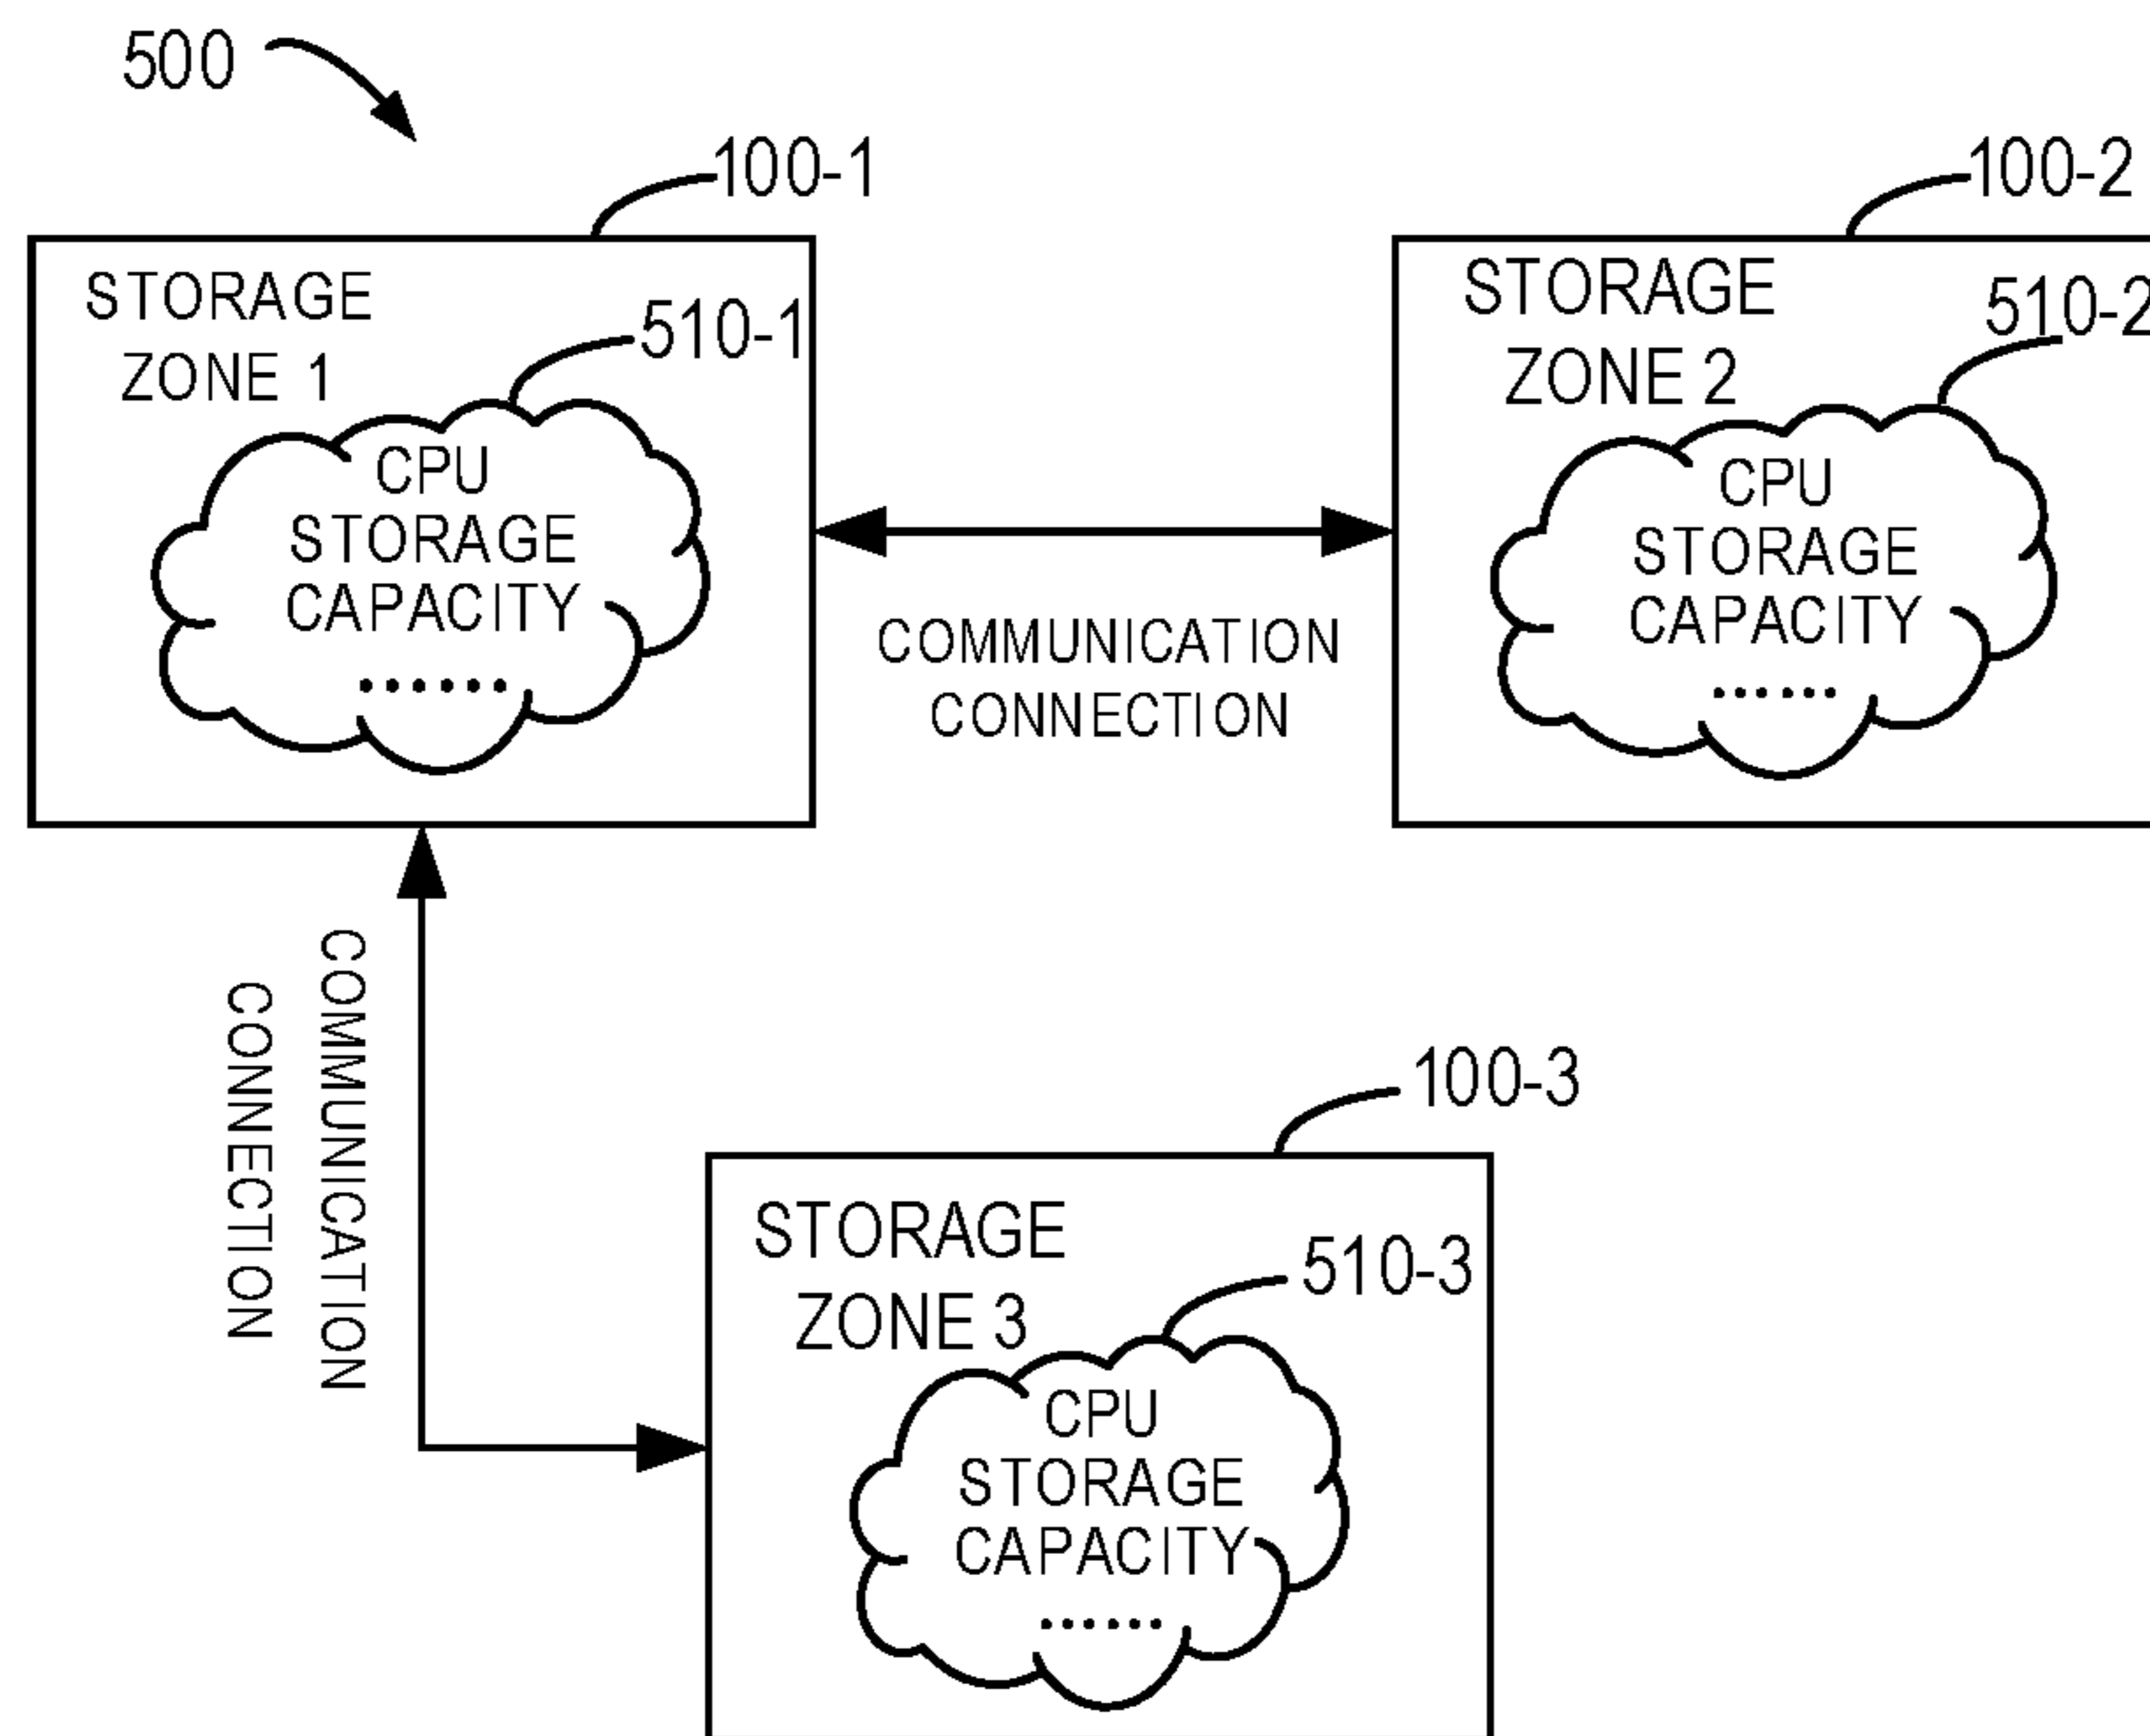 500
100-1
100-2
STORAGE
ZONE 1
510-1
CPU
STORAGE
CAPACITY
......
COMMUNICATION
CONNECTION
STORAGE
ZONE 2
510-2
CPU
STORAGE
CAPACITY
......
COMMUNICATION
CONNECTION
100-3
STORAGE
ZONE 3
510-3
CPU
STORAGE
CAPACITY
......